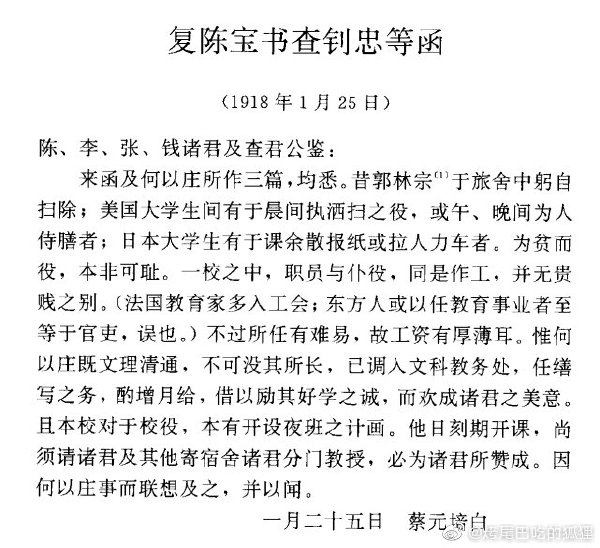 复陈宝书查钊忠等函
（1918年1月25日）
陈、李、张、钱诸君及查君公鉴：
来函及何以庄所作三篇，均悉。昔郭林宗〔1〕于旅舍中躬自
扫除；美国大学生间有于晨间执洒扫之役，或午、晚间为人
侍膳者；日本大学生有于课余散报纸或拉人力车者。为贫而
役，本非可耻。一校之中，职员与仆役，同是作工，并无贵
贱之别。（法国教育家多入工会；东方人或以任教育事业者至
等于官吏，误也。）不过所任有难易，故工资有厚薄耳。惟何
以庄既文理清通，不可没其所长，已调入文科教务处，任缮
写之务，酌增月给，借以励其好学之诚，而欢成诸君之美意。
且本校对于校役，本有开设夜班之计画。他日刻期开课，尚
须请诸君及其他寄宿舍诸君分门教授，必为诸君所赞成。因
何以庄事而联想及之，并以闻。
一月二十五日 蔡元培白
@烤尾巴吃的狐狸